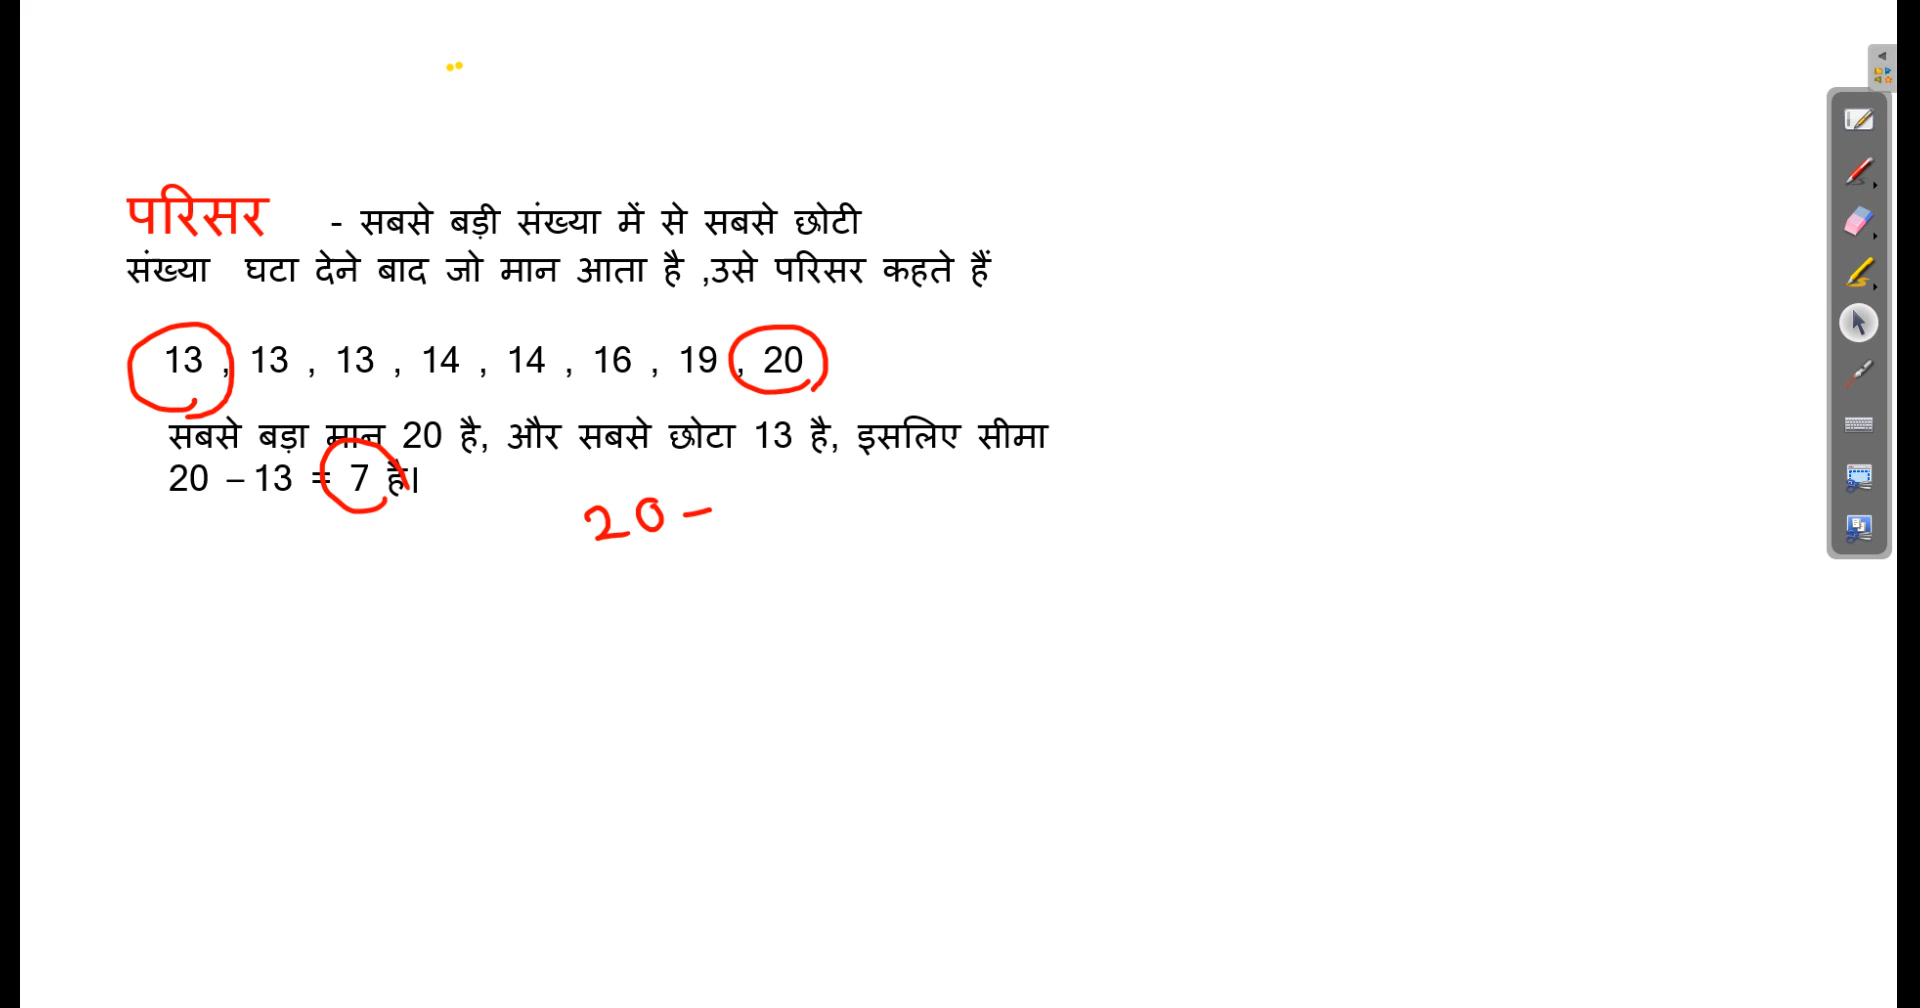 परिसर - सबसे बड़ी संख्या में से सबसे छोटी
संख्या घटा देने बाद जो मान आता है ,उसे परिसर कहते हैं
13 , 13 , 13 , 14 , 14 , 16 , 19 , 20
सबसे बड़ा मान 20 है, और सबसे छोटा 13 है, इसलिए सीमा
20 – 13 = 7 है।
20 -